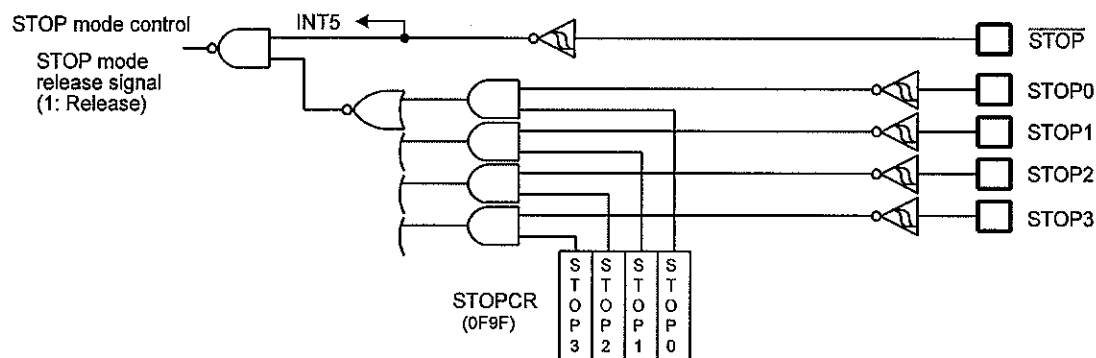 STOP mode control
INT5
STOP
STOP mode
release signal
(1: Release)
STOP0
STOP1
STOP2
STOP3
STOPCR
(0F9F)
STOP3
STOP2
STOP1
STOP0